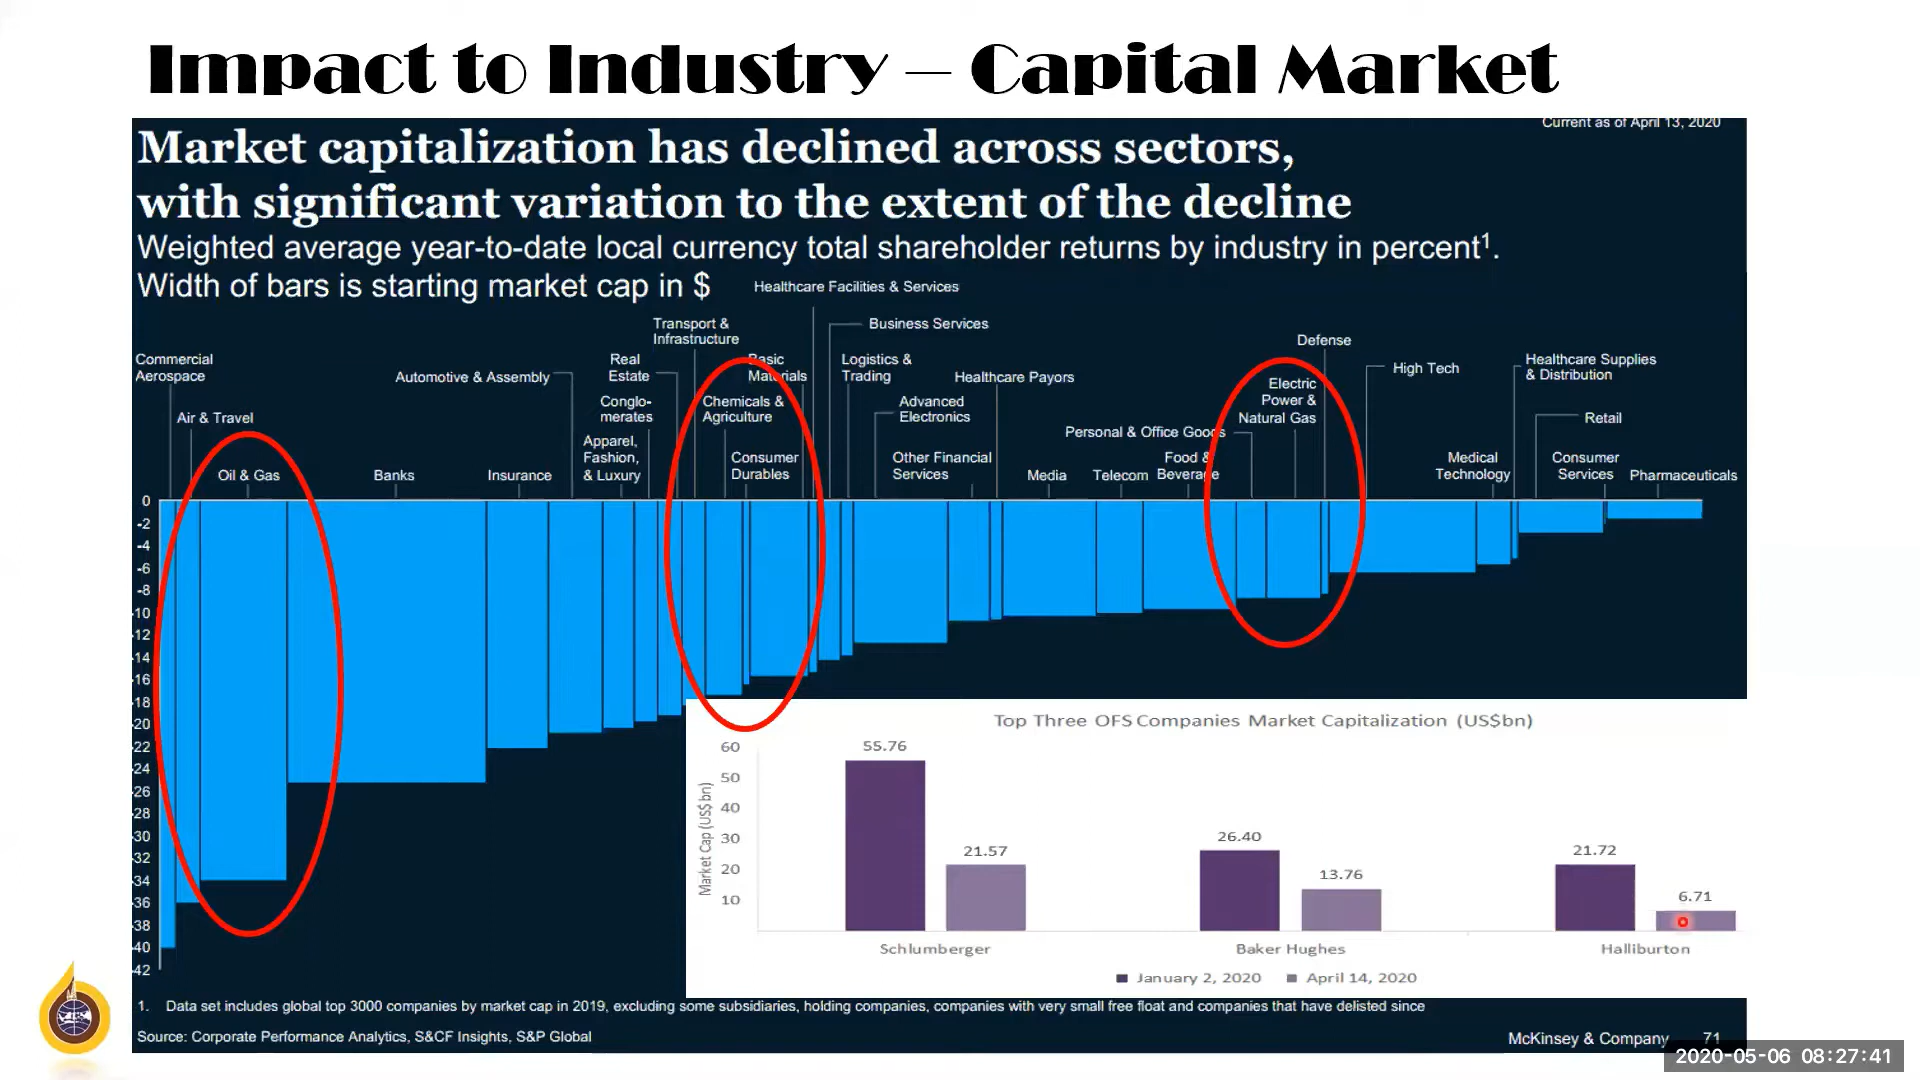 Impact to Industry – Capital Market
Current as of April 13, 2020
Market capitalization has declined across sectors,
with significant variation to the extent of the decline
Weighted average year-to-date local currency total shareholder returns by industry in percent1.
Width of bars is starting market cap in $
Healthcare Facilities & Services
Transport &
Infrastructure
Business Services
Defense
Commercial
Aerospace
Automotive & Assembly
Real
Estate
Basic
Materials
Logistics &
Trading
Healthcare Payors
High Tech
Healthcare Supplies
& Distribution
Air & Travel
Conglo-
merates
Chemicals &
Agriculture
Advanced
Electronics
Electric
Power &
Natural Gas
Retail
Personal & Office Goods
Oil & Gas
Banks
Insurance
Apparel,
Fashion,
& Luxury
Consumer
Durables
Other Financial
Services
Media
Telecom
Food &
Beverage
Medical
Technology
Consumer
Services
Pharmaceuticals
0
-2
-4
-6
-8
-10
-12
-14
-16
-18
-20
-22
-24
-26
-28
-30
-32
-34
-36
-38
-40
-42
Top Three OFS Companies Market Capitalization (US$bn)
Market Cap (US$ bn)
60
50
40
30
20
10
55.76
21.57
26.40
13.76
21.72
6.71
Schlumberger
Baker Hughes
Halliburton
January 2, 2020
April 14, 2020
1. Data set includes global top 3000 companies by market cap in 2019, excluding some subsidiaries, holding companies, companies with very small free float and companies that have delisted since
Source: Corporate Performance Analytics, S&CF Insights, S&P Global
McKinsey & Company 71
2020-05-06 08:27:41